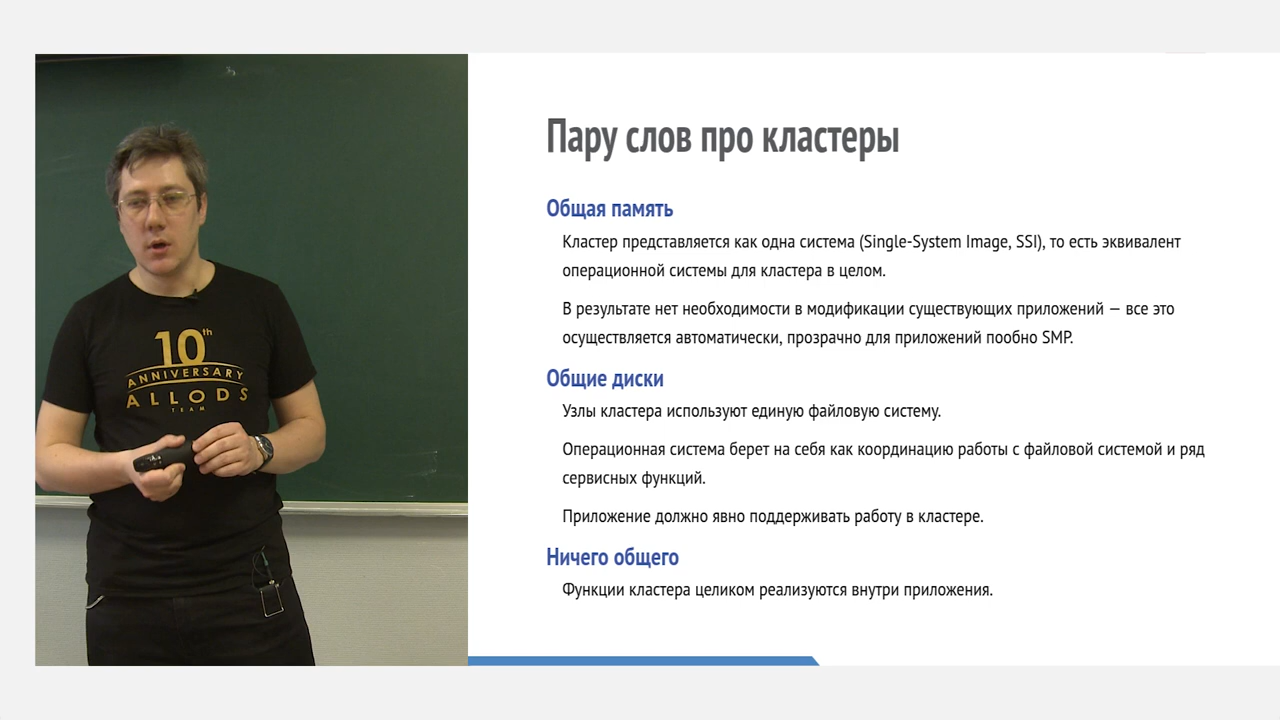 10th
ANNIVERSARY
ALLODS
TEAM
Пару слов про кластеры
Общая память
Кластер представляется как одна система (Single-System Image, SSI), то есть эквивалент
операционной системы для кластера в целом.
В результате нет необходимости в модификации существующих приложений — все это
осуществляется автоматически, прозрачно для приложений пообно SMP.
Общие диски
Узлы кластера используют единую файловую систему.
Операционная система берет на себя как координацию работы с файловой системой и ряд
сервисных функций.
Приложение должно явно поддерживать работу в кластере.
Ничего общего
Функции кластера целиком реализуются внутри приложения.